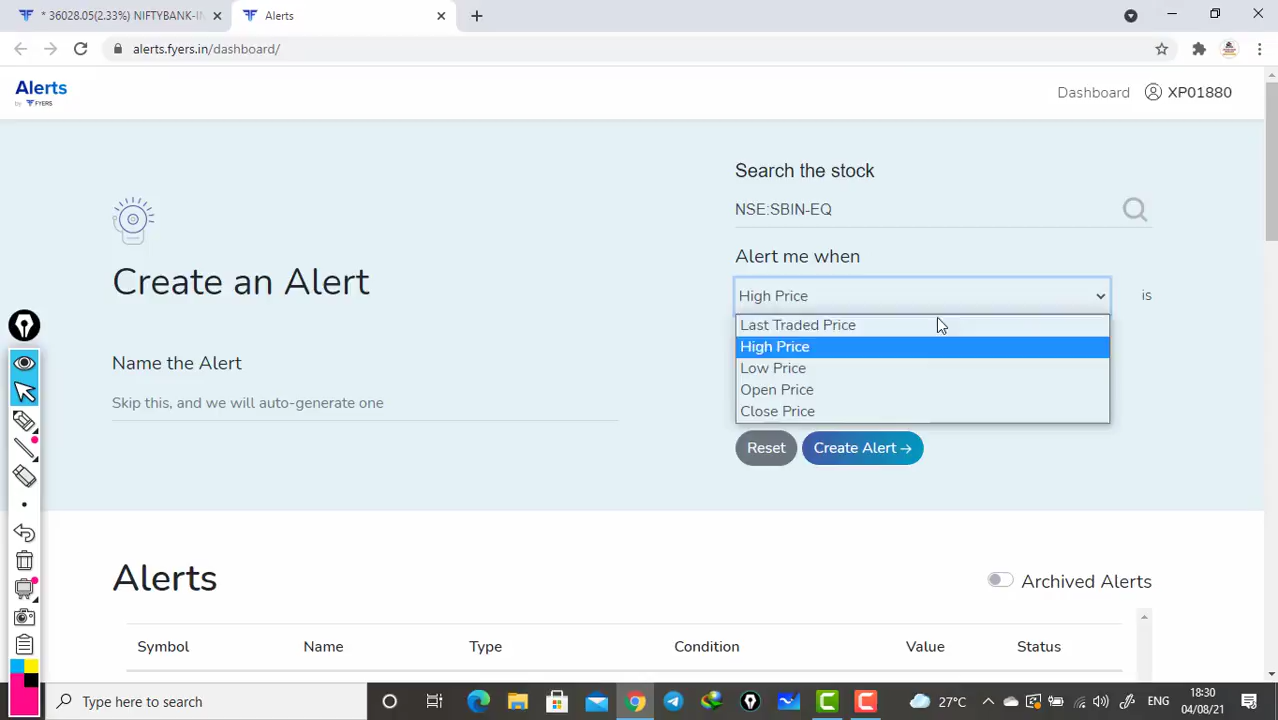 * 36028.05(2.33%) NIFTYBANK-IN
Alerts
alerts.fyers.in/dashboard/
Alerts
by FYERS
Dashboard
XP01880
Search the stock
NSE:SBIN-EQ
Alert me when
High Price
is
Last Traded Price
High Price
Low Price
Open Price
Close Price
Create an Alert
Name the Alert
Skip this, and we will auto-generate one
Reset
Create Alert →
Alerts
Archived Alerts
Symbol Name Type Condition Value Status
Type here to search
27°C
ENG
18:30
04/08/21